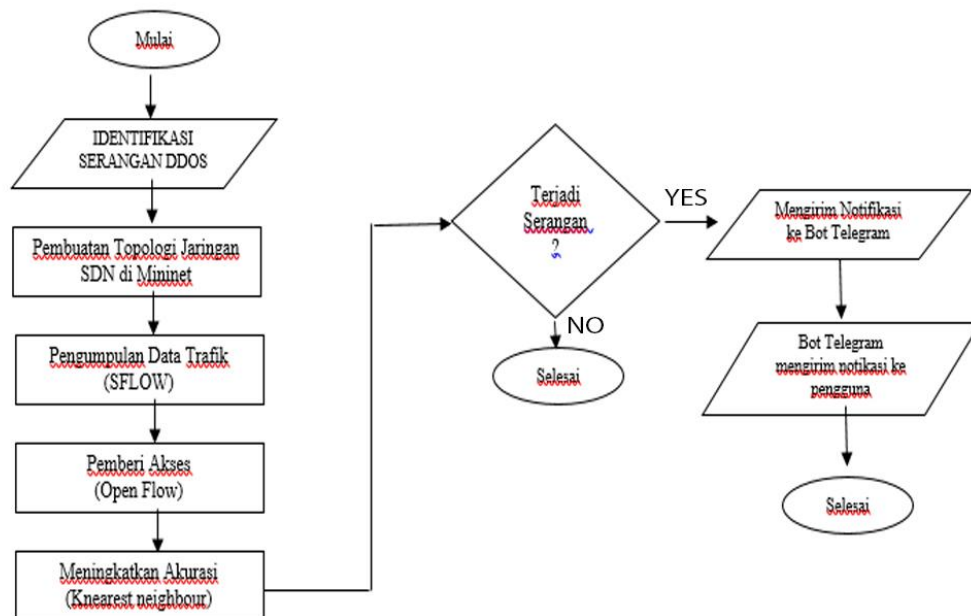 Mulai
IDENTIFIKASI
SERANGAN DDOS
Pembuatan Topologi Jaringan
SDN di Mininet
Pengumpulan Data Trafik
(SFLOW)
Pemberi Akses
(Open Flow)
Meningkatkan Akurasi
(Knearest neighbour)
Terjadi
Serangan
?
YES
NO
Selesai
Mengirim Notifikasi
ke Bot Telegram
Bot Telegram
mengirim notikasi ke
pengguna
Selesai